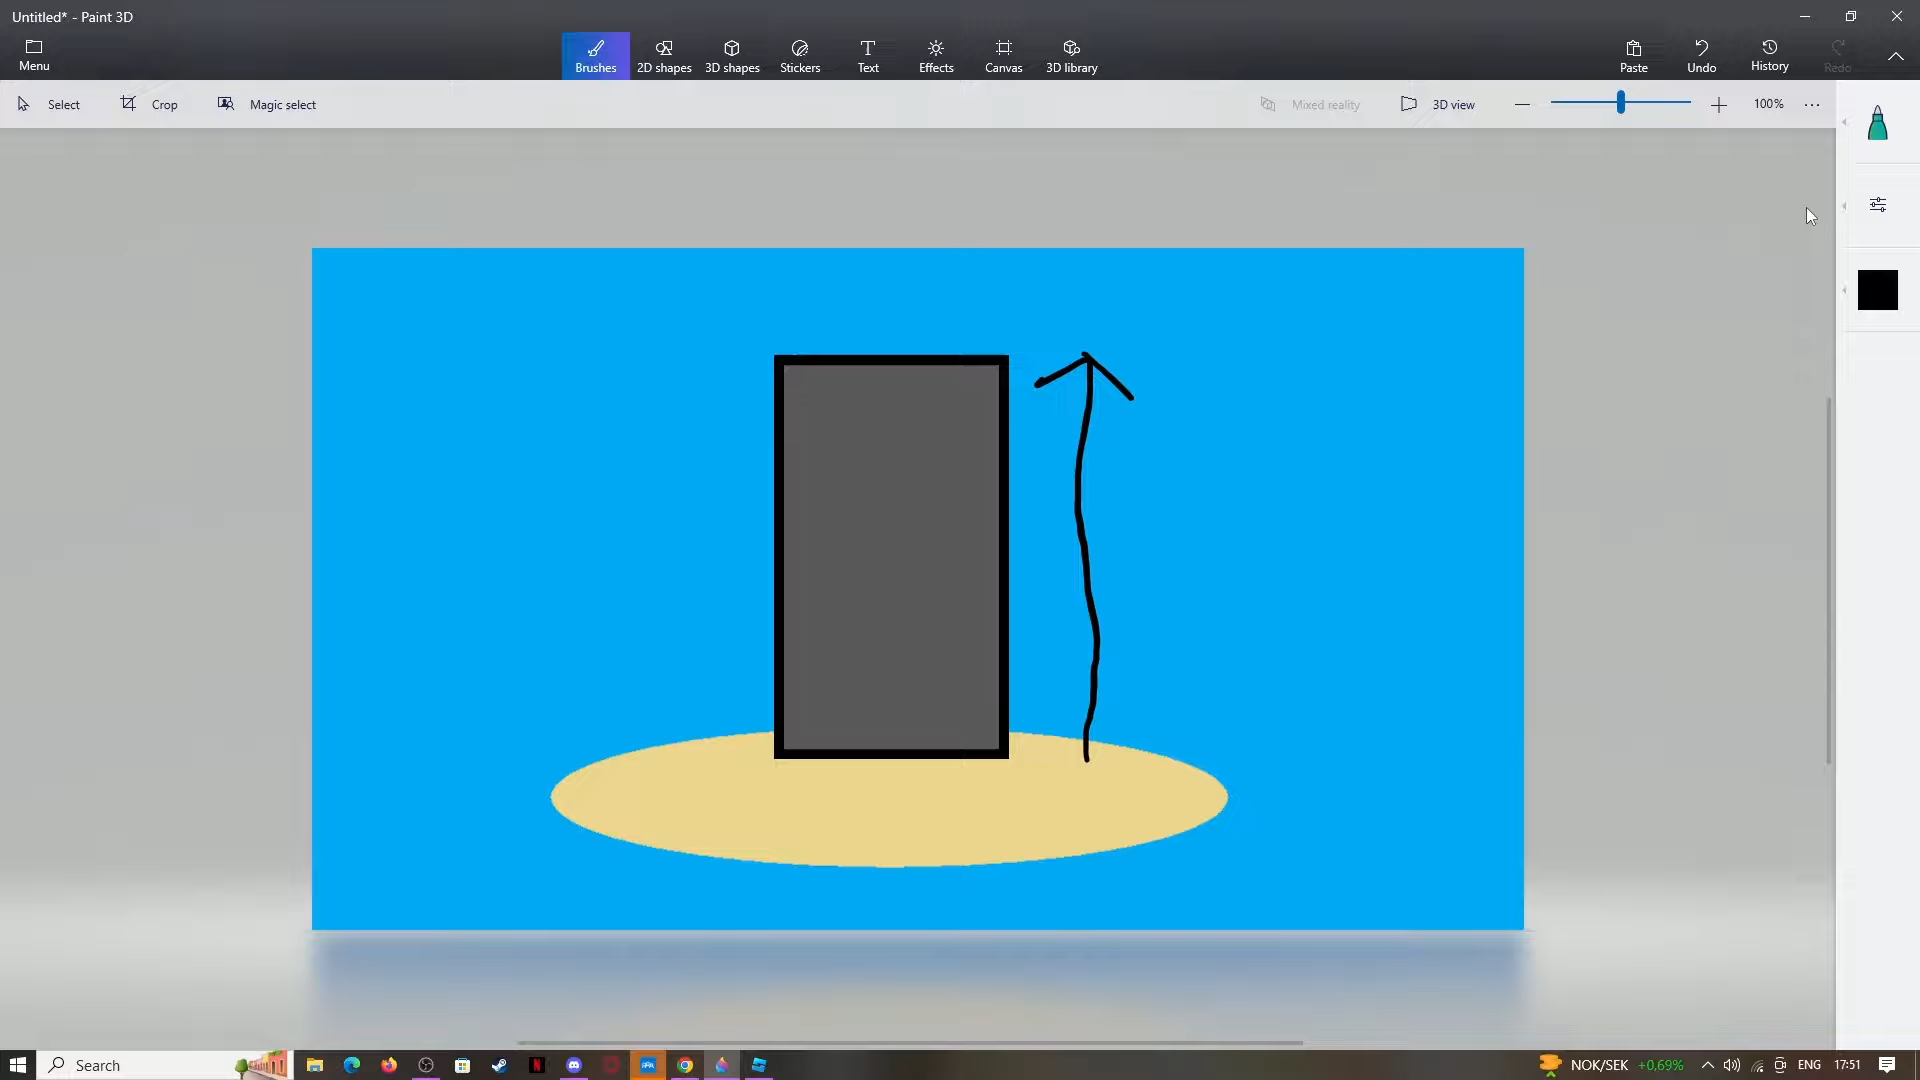 Untitled* - Paint 3D
Menu
Brushes
2D shapes
3D shapes
Stickers
Text
Effects
Canvas
3D library
Paste
Undo
History
Redo
Select
Crop
Magic select
Mixed reality
3D view
100%
Search
NOK/SEK +0,69%
ENG
17:51